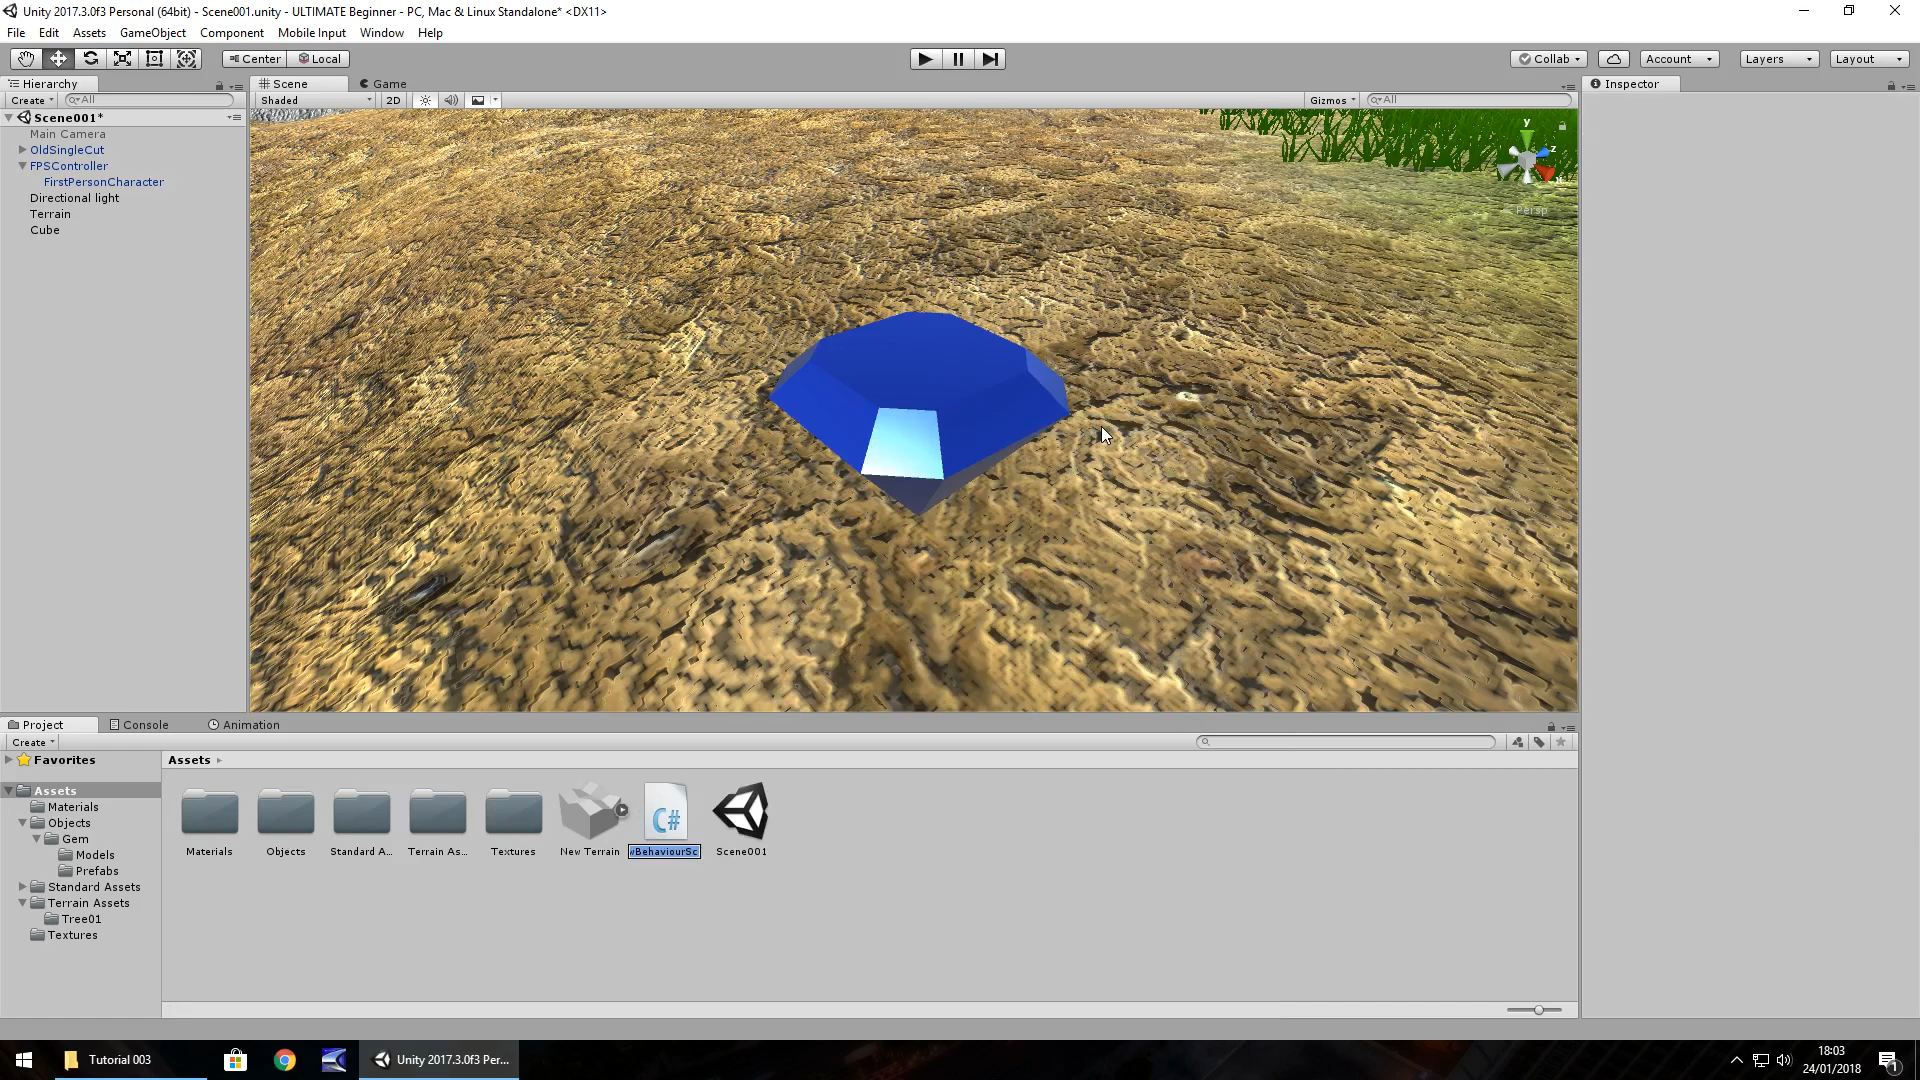 Unity 2017.3.0f3 Personal (64bit) - Scene001.unity - ULTIMATE Beginner - PC, Mac & Linux Standalone* <DX11>
File Edit Assets GameObject Component Mobile Input Window Help
Center Local Collab Account Layers Layout
Hierarchy Scene Game Inspector
Create All Shaded 2D Gizmos All
Scene001*
Main Camera
OldSingleCut
FPSController
FirstPersonCharacter
Directional light
Terrain
Cube
y
z
x
Persp
Project Console Animation
Create
Favorites
Assets
Assets
Materials
Objects
Gem
Models
Prefabs
Standard Assets
Terrain Assets
Tree01
Textures
C#
Materials Objects Standard A... Terrain As... Textures New Terrain wBehaviourSc Scene001
Tutorial 003 Unity 2017.3.0f3 Per...
18:03
24/01/2018
1